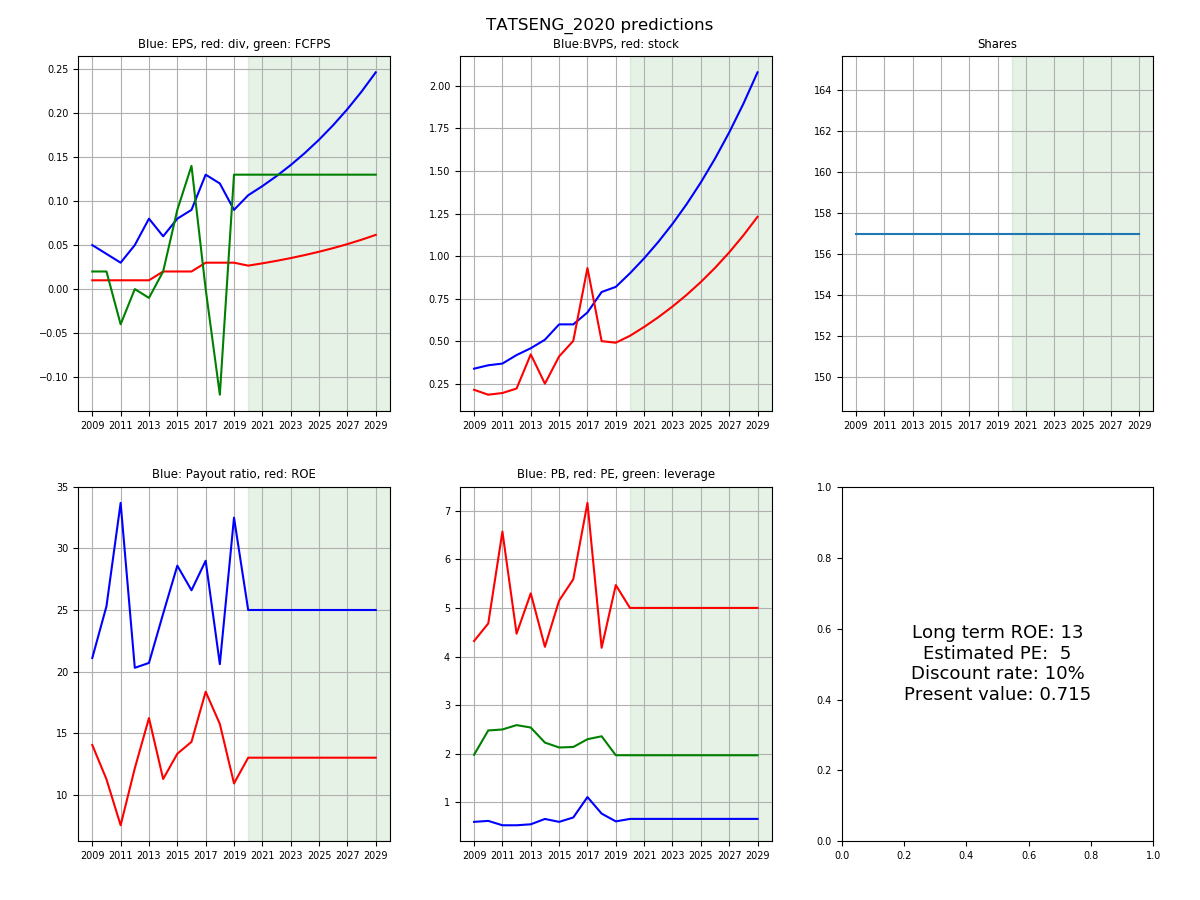 TATSENG_2020 predictions
Blue: EPS, red: div, green: FCFPS
0.25
0.20
0.15
0.10
0.05
0.00
−0.05
−0.10
2009 2011 2013 2015 2017 2019 2021 2023 2025 2027 2029
Blue:BVPS, red: stock
2.00
1.75
1.50
1.25
1.00
0.75
0.50
0.25
2009 2011 2013 2015 2017 2019 2021 2023 2025 2027 2029
Shares
164
162
160
158
156
154
152
150
2009 2011 2013 2015 2017 2019 2021 2023 2025 2027 2029
Blue: Payout ratio, red: ROE
35
30
25
20
15
10
2009 2011 2013 2015 2017 2019 2021 2023 2025 2027 2029
Blue: PB, red: PE, green: leverage
7
6
5
4
3
2
1
2009 2011 2013 2015 2017 2019 2021 2023 2025 2027 2029
1.0
0.8
0.6
0.4
0.2
0.0
Long term ROE: 13
Estimated PE:  5
Discount rate: 10%
Present value: 0.715
0.0 0.2 0.4 0.6 0.8 1.0